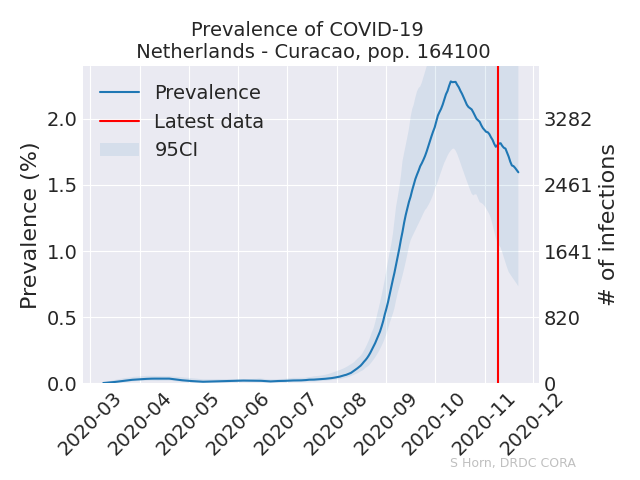 Prevalence of COVID-19
Netherlands - Curacao, pop. 164100
Prevalence
Latest data
95CI
Prevalence (%)
2.0
1.5
1.0
0.5
0.0
3282
2461
1641
820
0
# of infections
2020-03
2020-04
2020-05
2020-06
2020-07
2020-08
2020-09
2020-10
2020-11
2020-12
S Horn, DRDC CORA